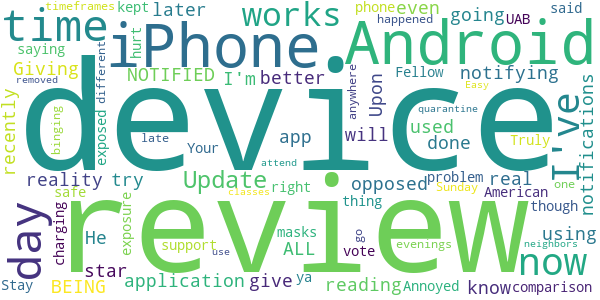 timeframes kept phone even going UAB
time iPhone works later happened said
saying hurt Android
Giving different NOTIFIED I'm better Fellow notifying
recently removed exposed anywhere Upon
device
binging late Your app will used quarantine done Easy Truly I've notifications
reality try attend Update right opposed problem real
day safe charging He exposure classes thing Sunday American one though
review
star support masks ALL use go vote evenings using now neighbors
Stay BEING application give ya reading Annoyed know comparison